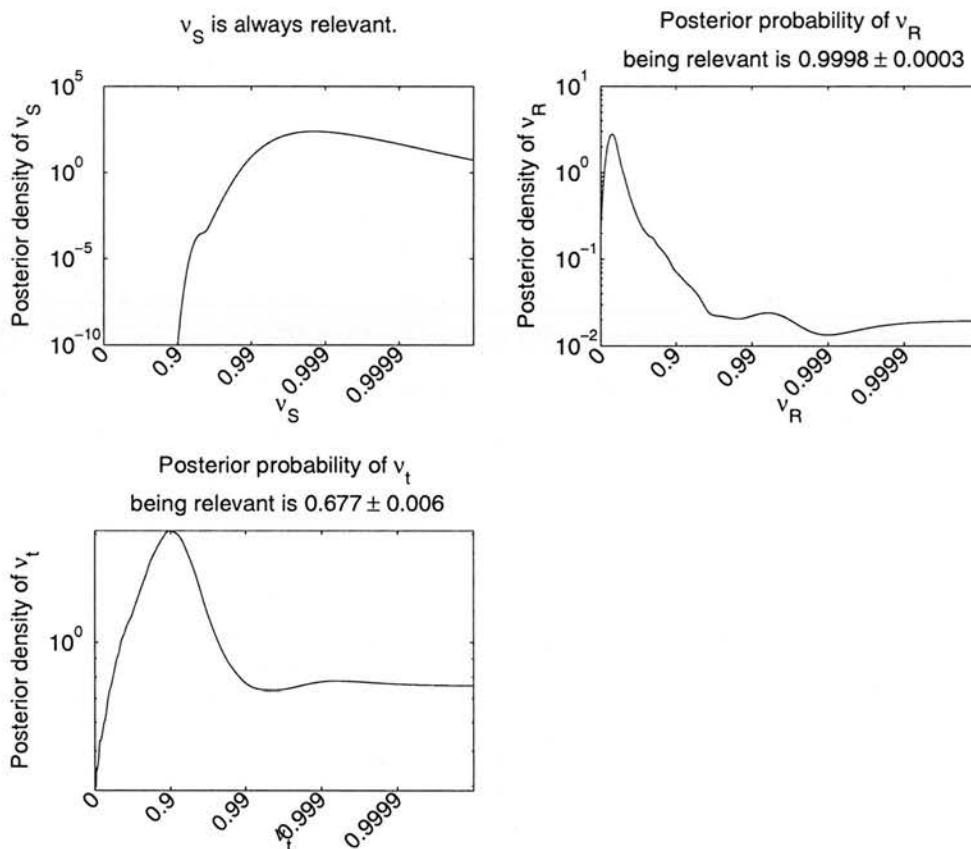 ν_S is always relevant.
Posterior density of ν_S
10^5
10^0
10^−5
10^−10
0
0.9
0.99
0.999
0.9999
ν_S
Posterior probability of ν_R
being relevant is 0.9998 ± 0.0003
Posterior density of ν_R
10^1
10^0
10^−1
10^−2
0
0.9
0.99
0.999
0.9999
ν_R
Posterior probability of ν_t
being relevant is 0.677 ± 0.006
Posterior density of ν_t
10^0
0
0.9
0.99
0.999
0.9999